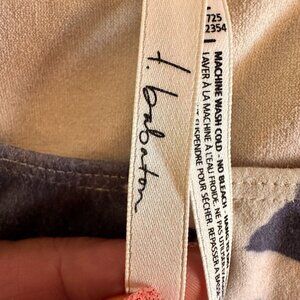 t. babaton
725
2354
MACHINE WASH COLD - NO BLEACH -
LAVER À LA MACHINE À L'EAU FROIDE. NE PAS
SUSPENDRE POUR SÉCHER. REPASSER À